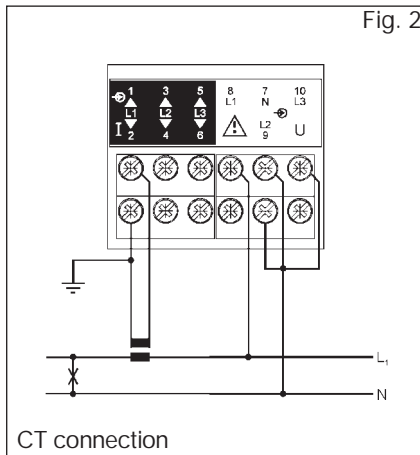 Fig. 2
1 3 5 8 7 10
L1 N L3
L1 L2 L3
I 2 4 6 L2 9 U
L₁
N
CT connection